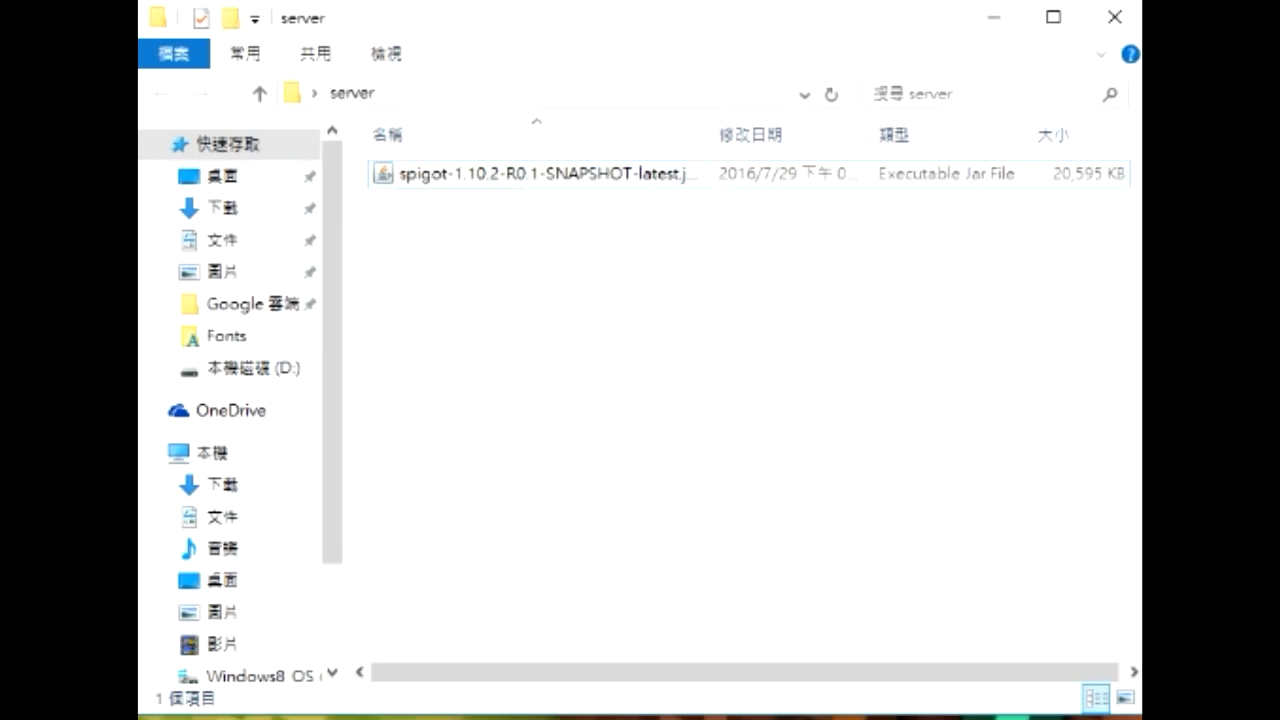 server
檔案 常用 共用 檢視
server 搜尋 server
名稱 修改日期 類型 大小
spigot-1.10.2-R0.1-SNAPSHOT-latest.j... 2016/7/29 下午 0... Executable Jar File 20,595 KB
快速存取
桌面
下載
文件
圖片
Google 雲端
Fonts
本機磁碟 (D:)
OneDrive
本機
下載
文件
音樂
桌面
圖片
影片
Windows8_OS (
1 個項目